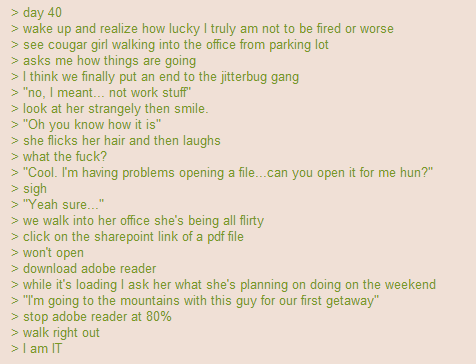 > day 40
> wake up and realize how lucky I truly am not to be fired or worse
> see cougar girl walking into the office from parking lot
> asks me how things are going
> I think we finally put an end to the jitterbug gang
> "no, I meant... not work stuff"
> look at her strangely then smile.
> "Oh you know how it is"
> she flicks her hair and then laughs
> what the fuck?
> "Cool. I'm having problems opening a file...can you open it for me hun?"
> sigh
> "Yeah sure..."
> we walk into her office she's being all flirty
> click on the sharepoint link of a pdf file
> won't open
> download adobe reader
> while it's loading I ask her what she's planning on doing on the weekend
> "I'm going to the mountains with this guy for our first getaway"
> stop adobe reader at 80%
> walk right out
> I am IT